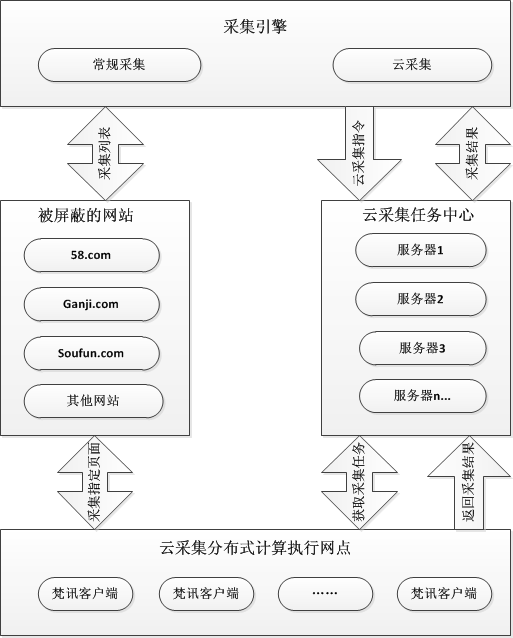 采集引擎
常规采集
云采集
采集列表
云采集指令
采集结果
被屏蔽的网站
58.com
Ganji.com
Soufun.com
其他网站
云采集任务中心
服务器1
服务器2
服务器3
服务器n...
采集指定页面
获取采集任务
返回采集结果
云采集分布式计算执行网点
梵讯客户端
梵讯客户端
……
梵讯客户端